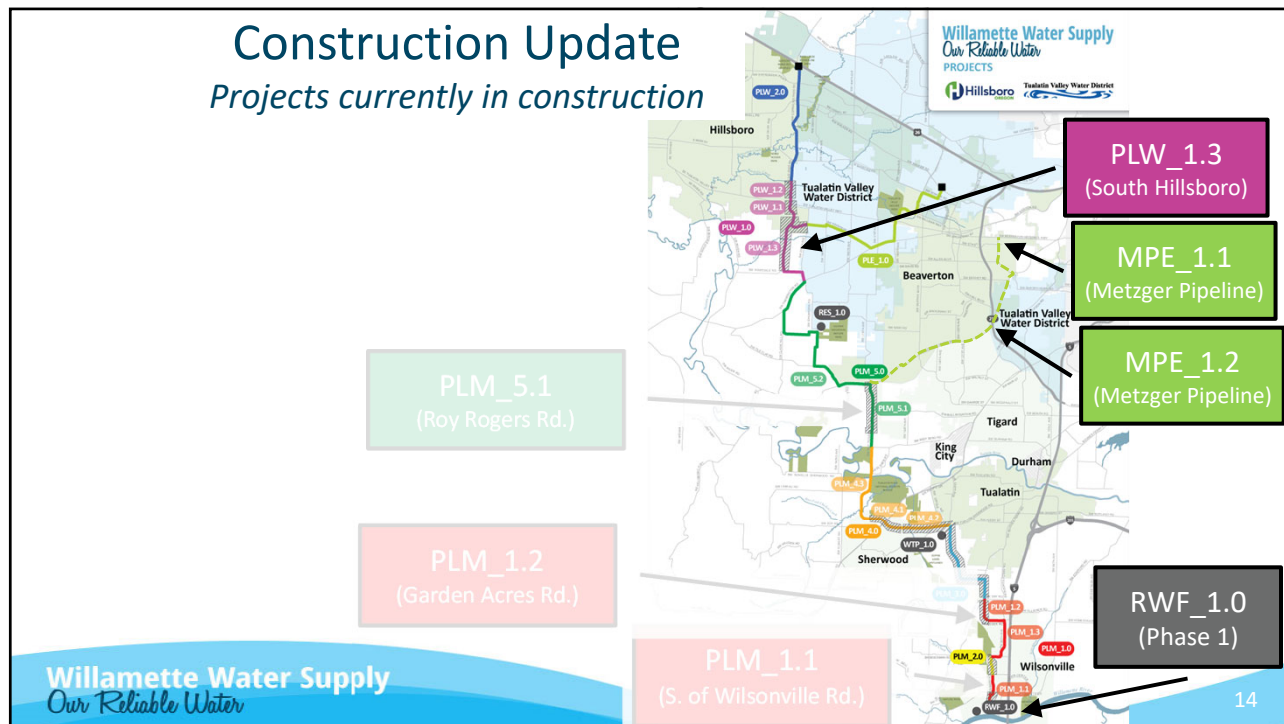 Construction Update
Projects currently in construction
Willamette Water Supply
Our Reliable Water
PROJECTS
Hillsboro
OREGON
Tualatin Valley Water District
PLW_2.0
Hillsboro
PLW_1.3
(South Hillsboro)
PLW_1.2
Tualatin Valley
Water District
PLW_1.1
PLW_1.0
PLW_1.3
PLE_1.0
MPE_1.1
(Metzger Pipeline)
Beaverton
RES_1.0
Tualatin Valley
Water District
MPE_1.2
(Metzger Pipeline)
PLM_5.1
(Roy Rogers Rd.)
PLM_5.2
PLM_5.0
PLM_5.1
Tigard
King
City
Durham
PLM_4.3
Tualatin
PLM_4.1
PLM_4.2
PLM_4.0
WTP_1.0
Sherwood
PLM_1.2
(Garden Acres Rd.)
PLM_1.2
PLM_1.3
RWF_1.0
(Phase 1)
PLM_1.0
PLM_2.0
Wilsonville
PLM_1.1
(S. of Wilsonville Rd.)
PLM_1.1
RWF_1.0
Willamette Water Supply
Our Reliable Water
14